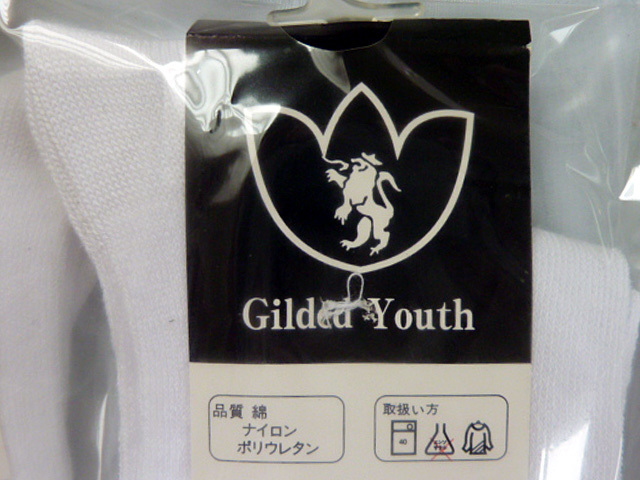 Gilded Youth
品質 綿
ナイロン
ポリウレタン
取扱い方
40